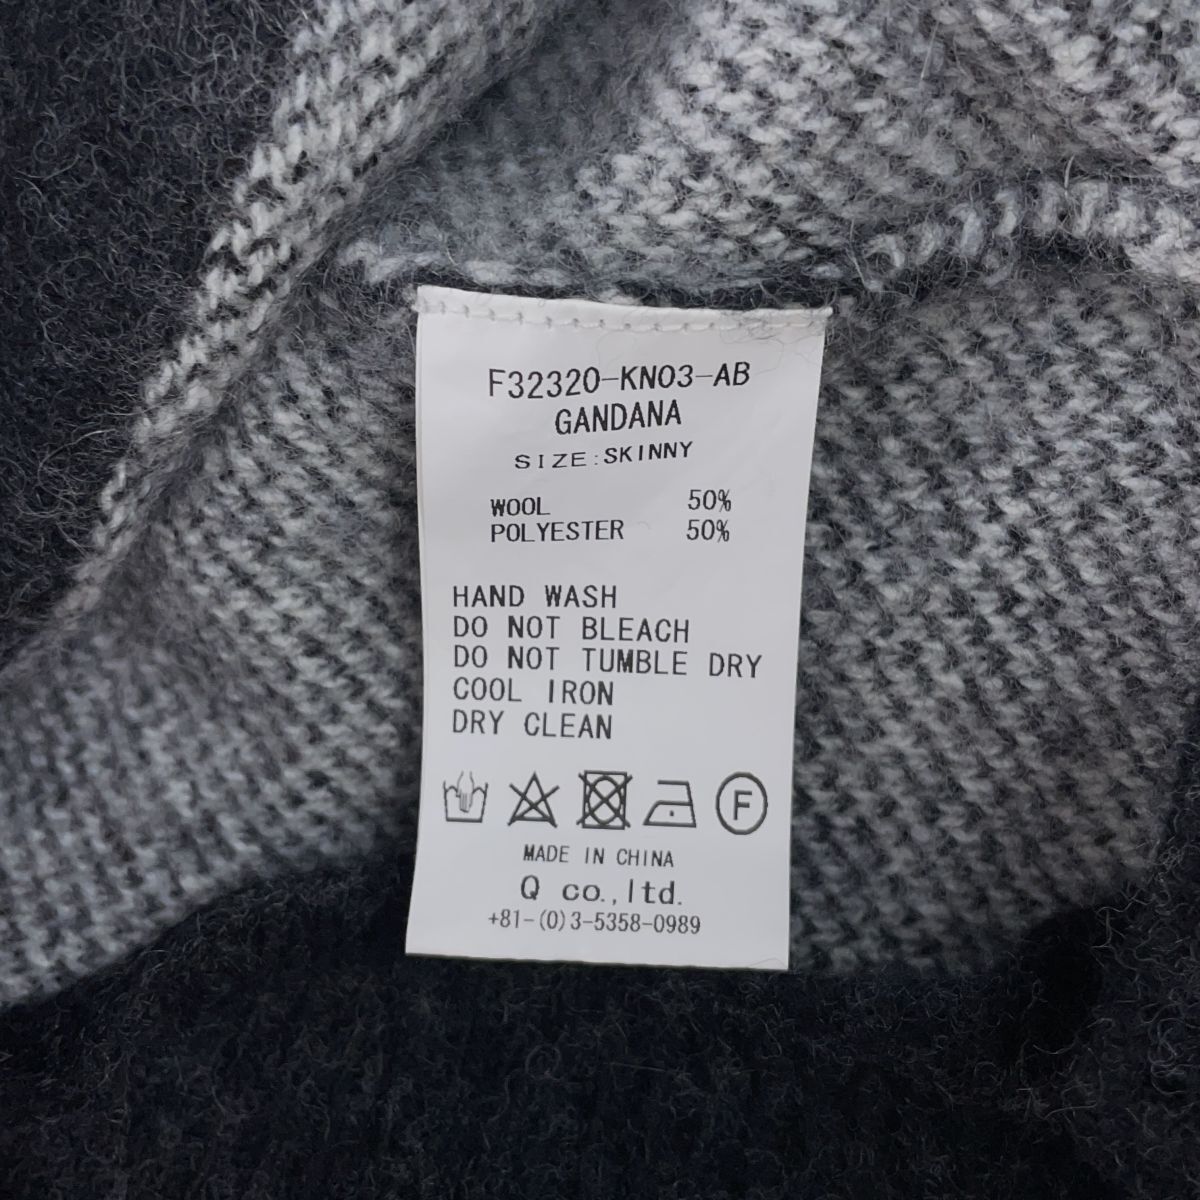 F32320-KN03-AB
GANDANA
SIZE:SKINNY
WOOL 50%
POLYESTER 50%
HAND WASH
DO NOT BLEACH
DO NOT TUMBLE DRY
COOL IRON
DRY CLEAN
F
MADE IN CHINA
Q co.,ltd.
+81-(0)3-5358-0989